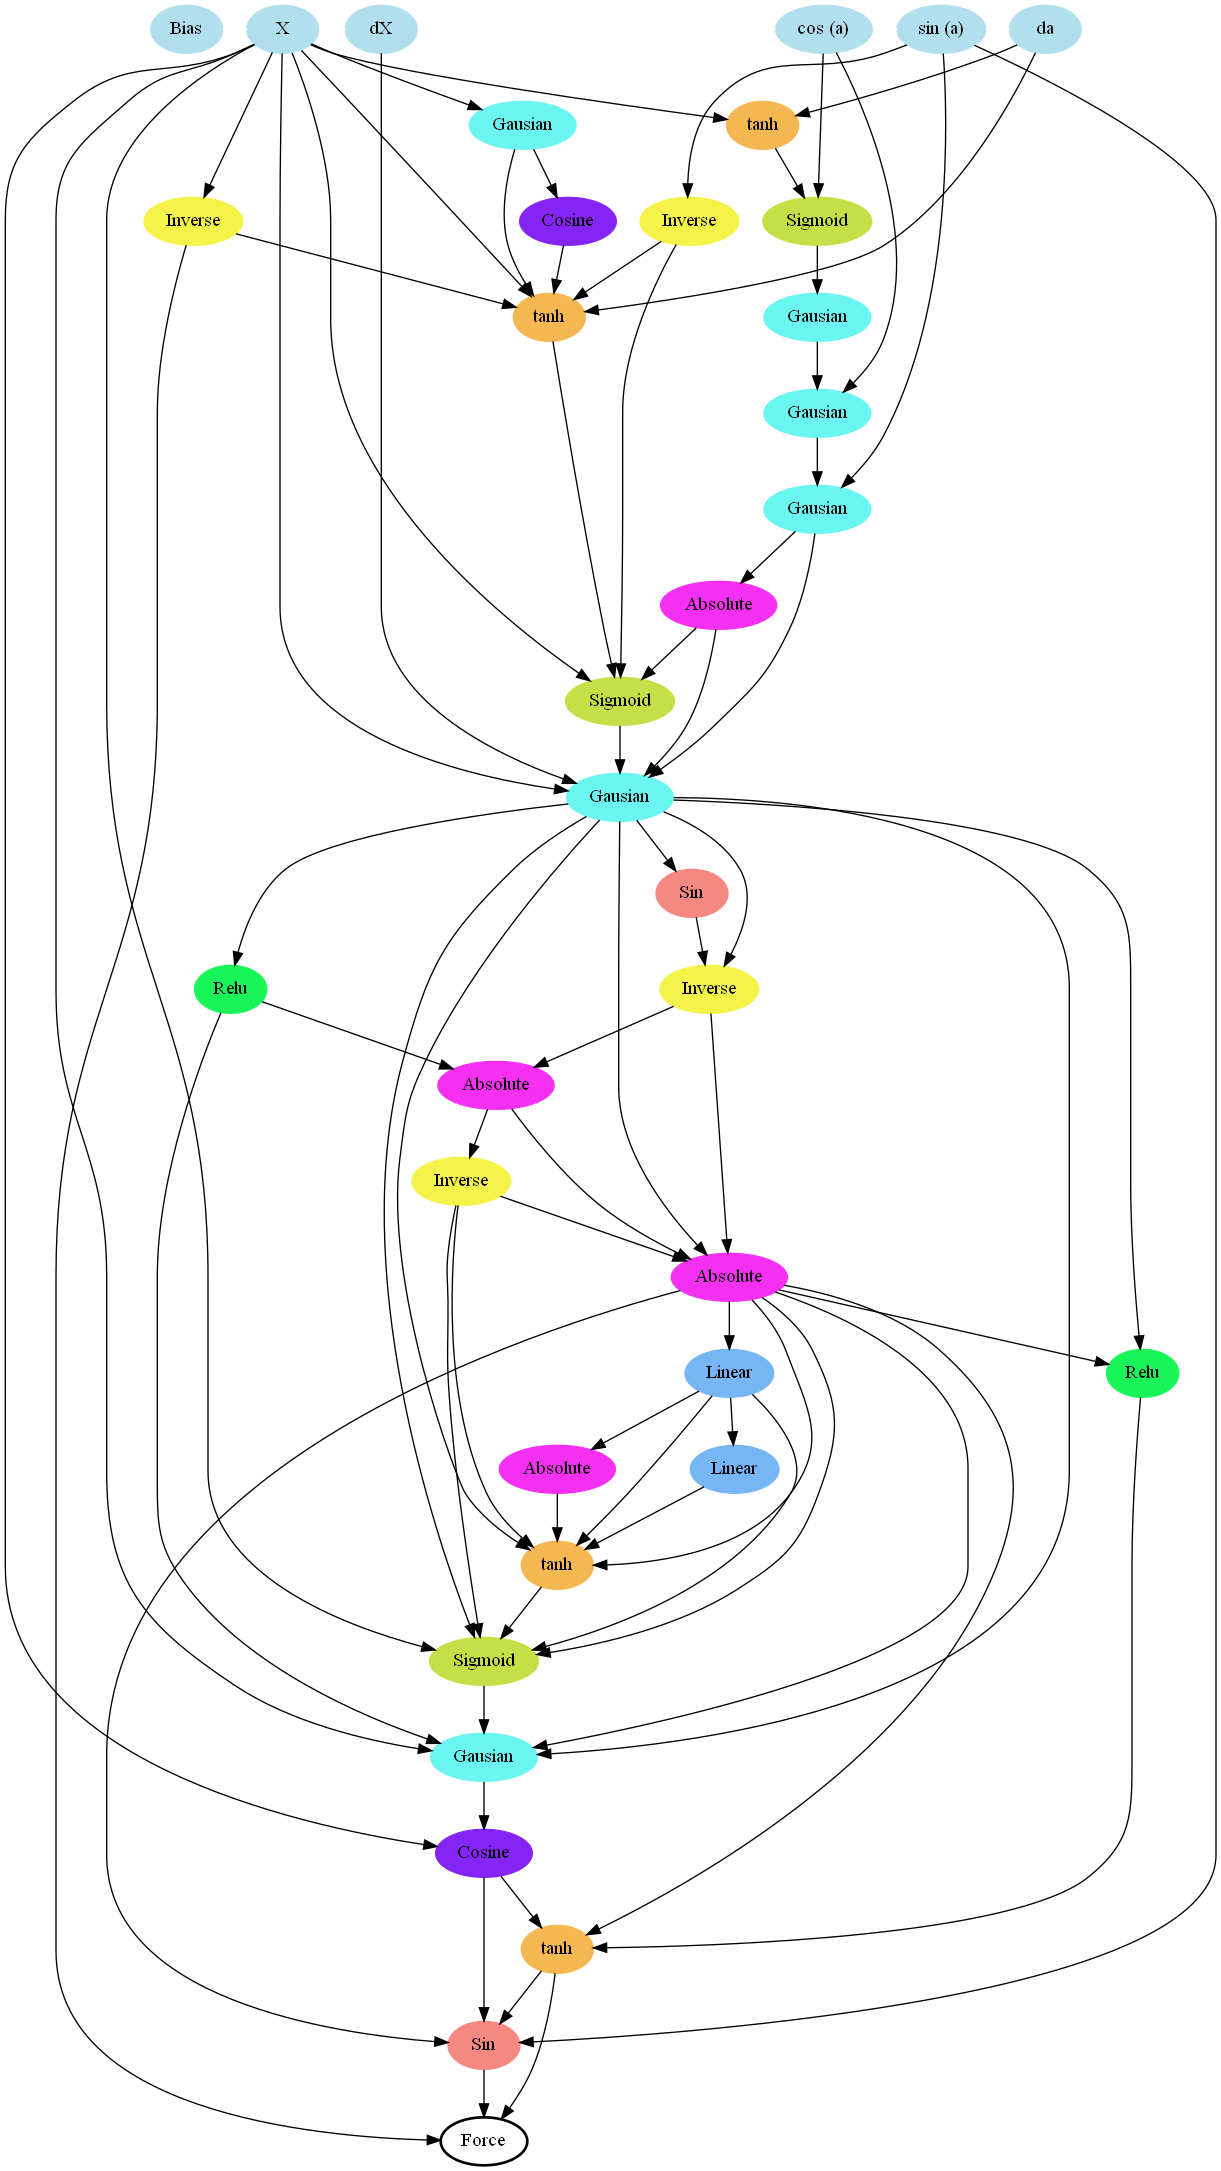 Bias
X
dX
cos (a)
sin (a)
da
Gausian
tanh
Inverse
Cosine
Inverse
Sigmoid
tanh
Gausian
Gausian
Gausian
Absolute
Sigmoid
Gausian
Sin
Relu
Inverse
Absolute
Inverse
Absolute
Linear
Relu
Absolute
Linear
tanh
Sigmoid
Gausian
Cosine
tanh
Sin
Force